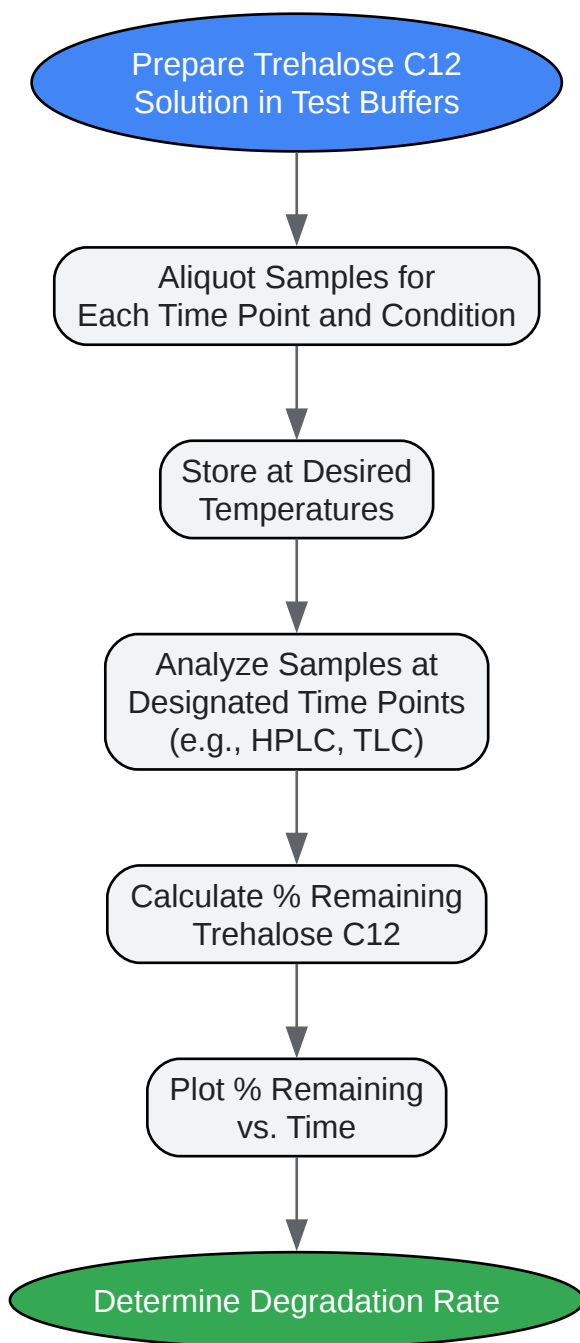 Prepare Trehalose C12
Solution in Test Buffers
Aliquot Samples for
Each Time Point and Condition
Store at Desired
Temperatures
Analyze Samples at
Designated Time Points
(e.g., HPLC, TLC)
Calculate % Remaining
Trehalose C12
Plot % Remaining
vs. Time
Determine Degradation Rate